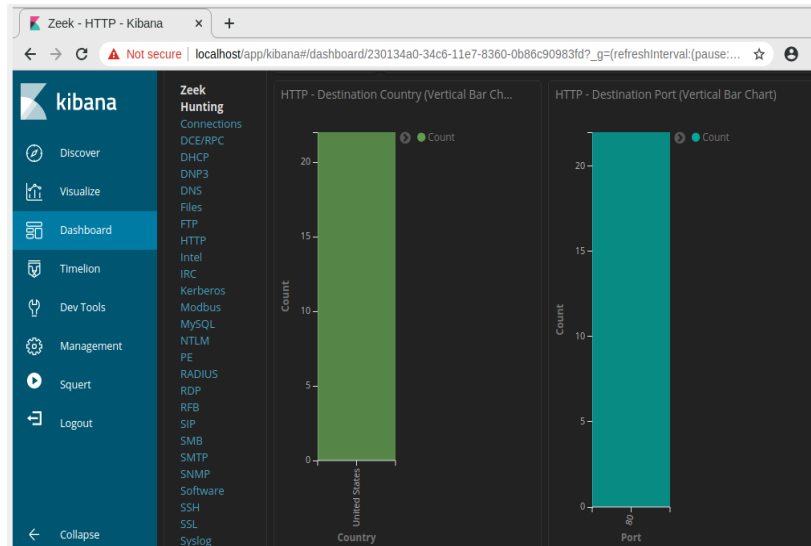 Zeek - HTTP - Kibana
Not secure | localhost/app/kibana#/dashboard/230134a0-34c6-11e7-8360-0b86c90983fd?_g=(refreshInterval:(pause:...
kibana
Discover
Visualize
Dashboard
Timelion
Dev Tools
Management
Squert
Logout
Collapse
Zeek
Hunting
Connections
DCE/RPC
DHCP
DNP3
DNS
Files
FTP
HTTP
Intel
IRC
Kerberos
Modbus
MySQL
NTLM
PE
RADIUS
RDP
RFB
SIP
SMB
SMTP
SNMP
Software
SSH
SSL
Syslog
HTTP - Destination Country (Vertical Bar Ch...
Count
20
15
10
5
0
Count
United States
Country
HTTP - Destination Port (Vertical Bar Chart)
Count
20
15
10
5
0
Count
80
Port